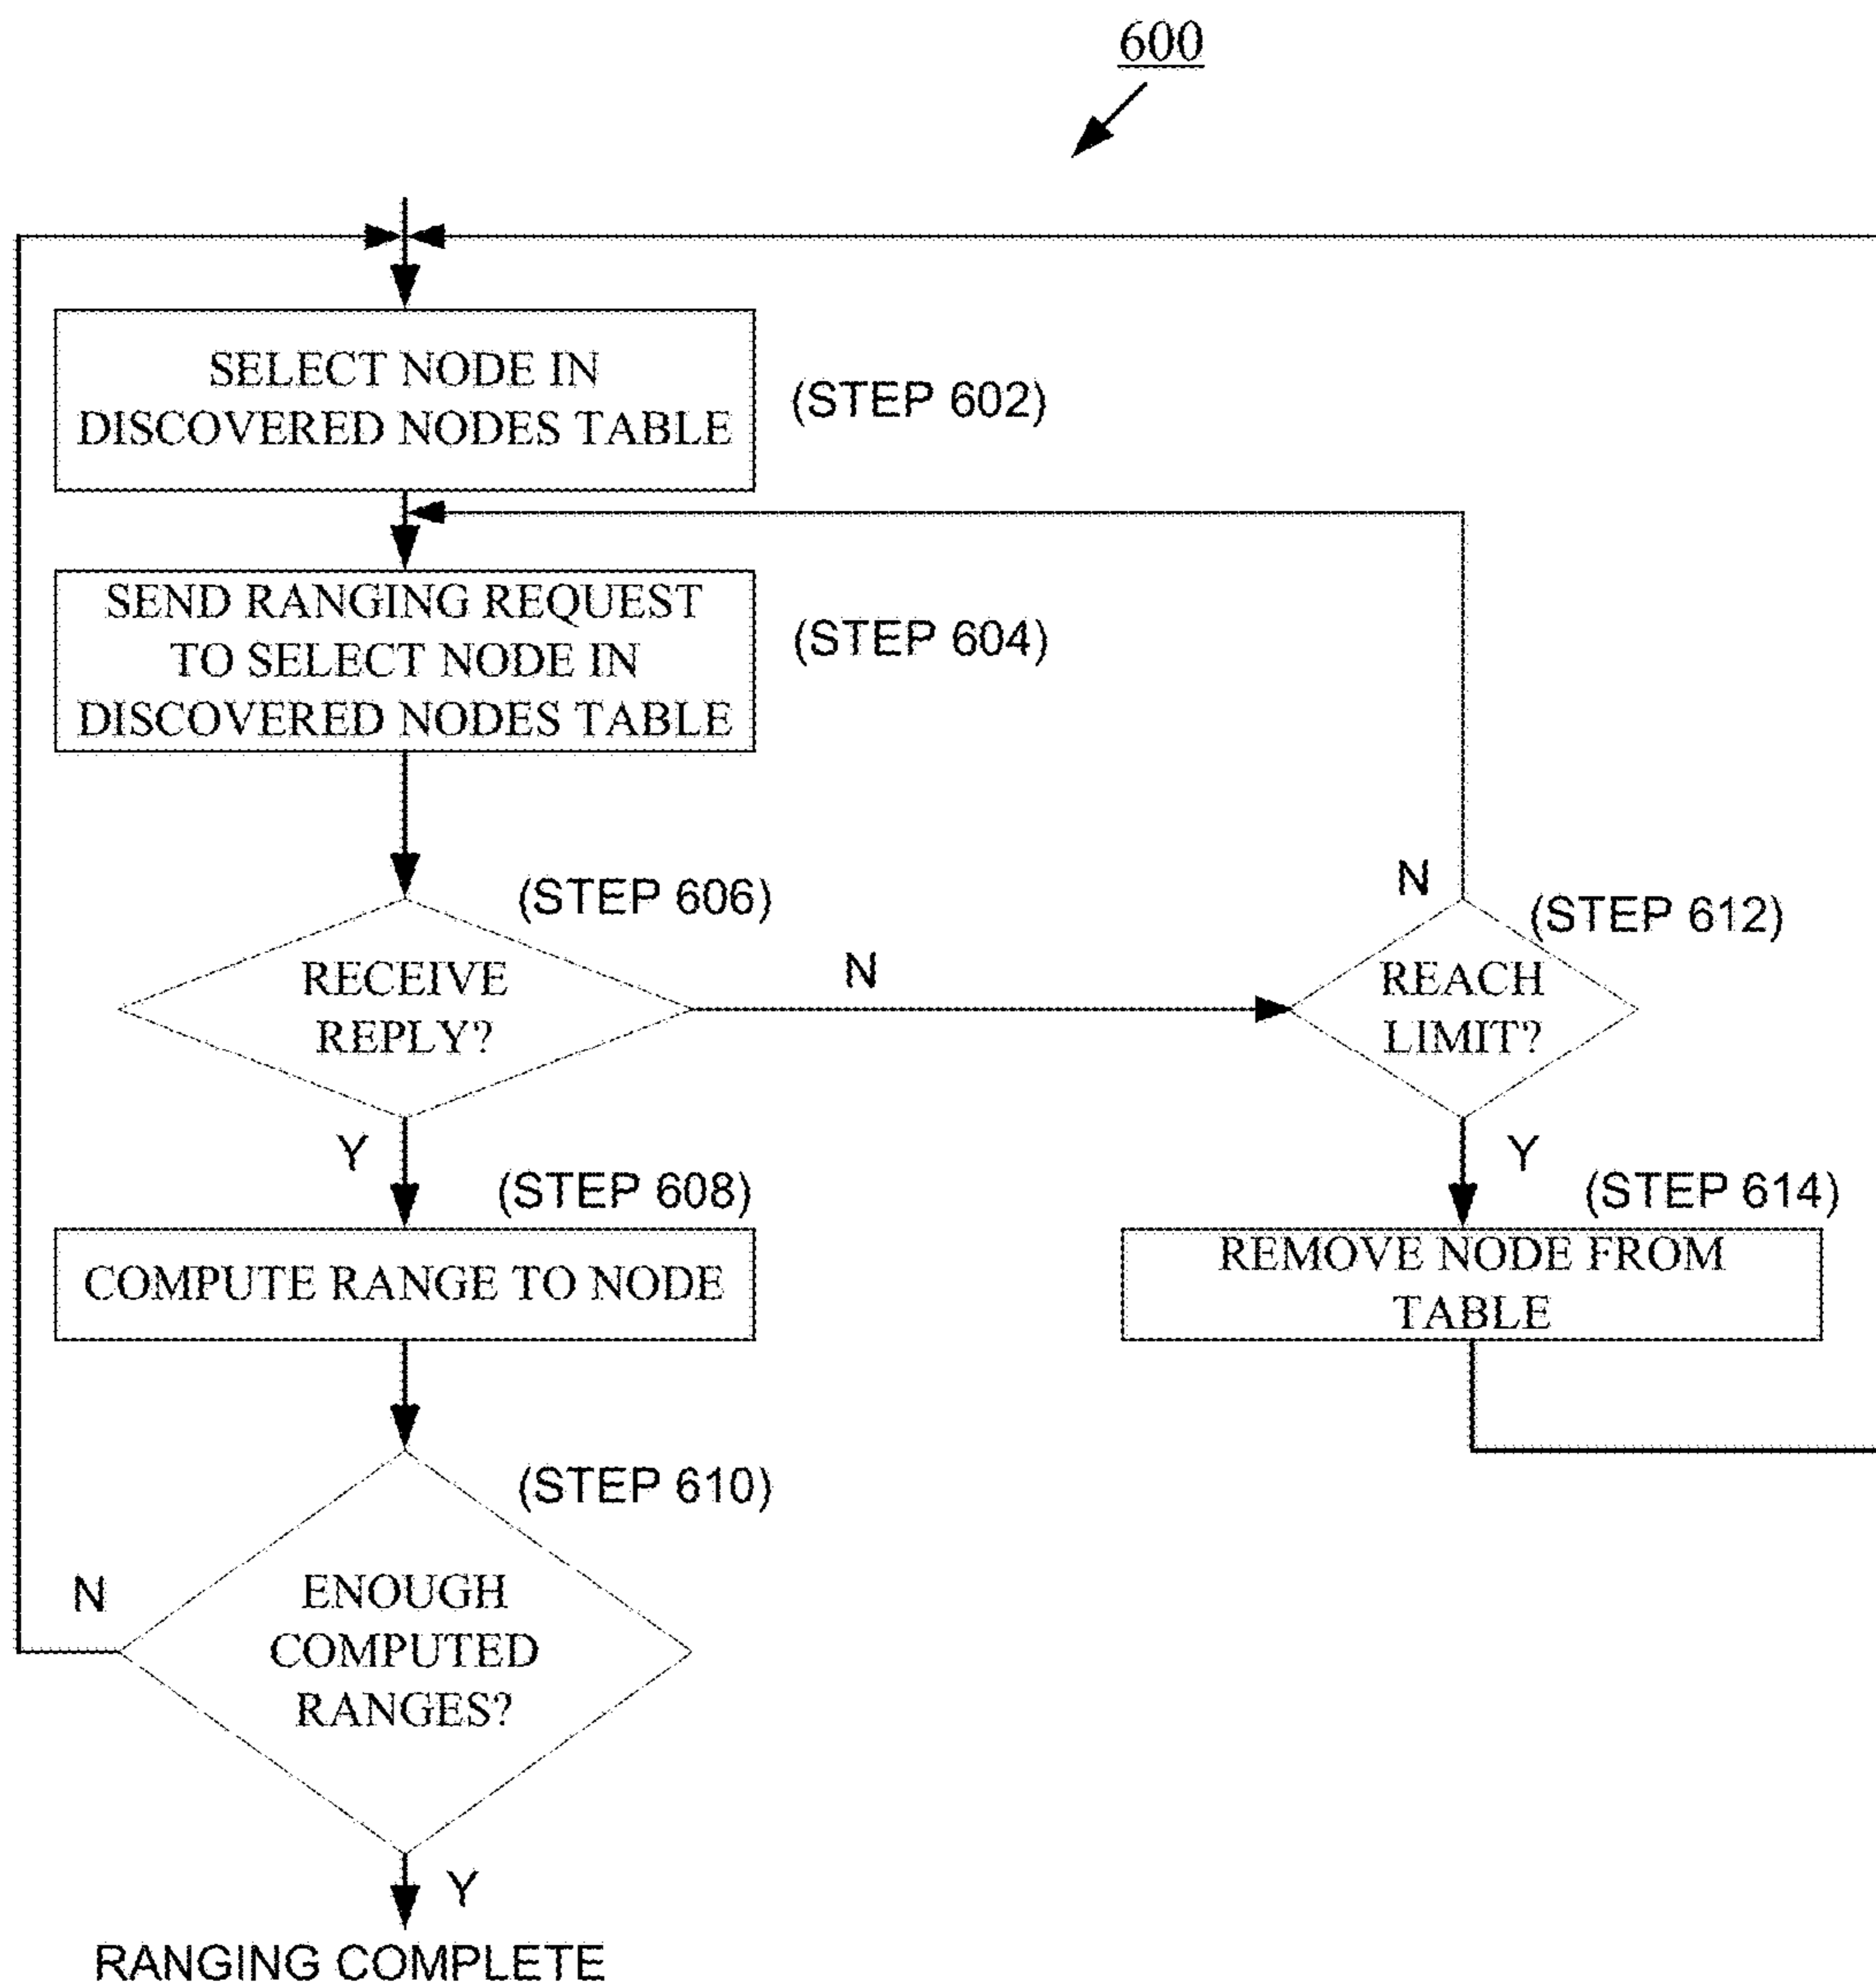 600
SELECT NODE IN
DISCOVERED NODES TABLE
(STEP 602)
SEND RANGING REQUEST
TO SELECT NODE IN
DISCOVERED NODES TABLE
(STEP 604)
(STEP 606)
RECEIVE
REPLY?
N
N
(STEP 612)
REACH
LIMIT?
Y
(STEP 608)
COMPUTE RANGE TO NODE
Y
(STEP 614)
REMOVE NODE FROM
TABLE
(STEP 610)
N
ENOUGH
COMPUTED
RANGES?
Y
RANGING COMPLETE